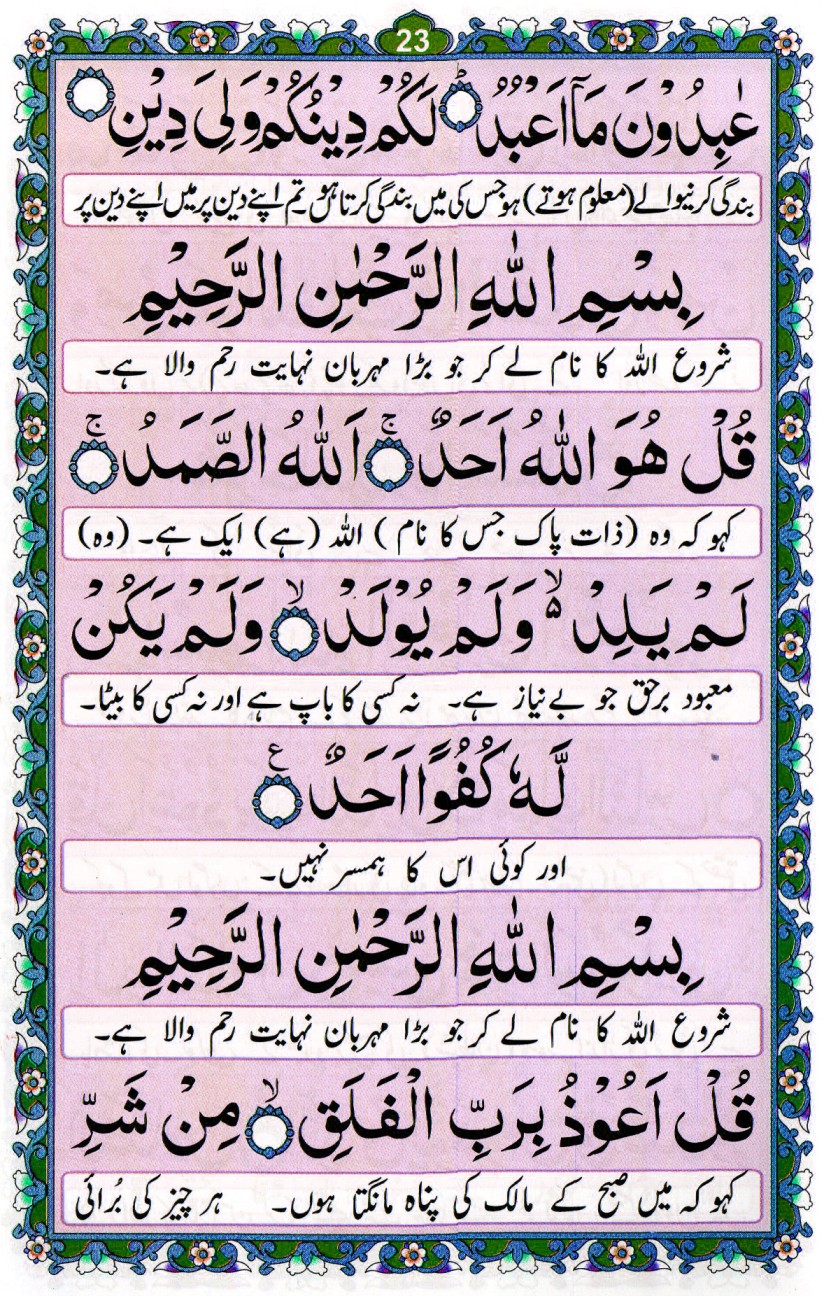 23
عٰبِدُوْنَ مَاۤ اَعْبُدُ ؕ لَكُمْ دِیْنُكُمْ وَلِیَ دِیْنِ
بندگی کرنیوالے (معلوم ہوتے) ہو جس کی میں بندگی کرتا ہوں۔ تم اپنے دین پر میں اپنے دین پر
بِسْمِ اللّٰهِ الرَّحْمٰنِ الرَّحِیْمِ
شروع اللہ کا نام لے کر جو بڑا مہربان نہایت رحم والا ہے۔
قُلْ هُوَ اللّٰهُ اَحَدٌ ۚ اَللّٰهُ الصَّمَدُ ۚ
کہو کہ وہ (ذات پاک جس کا نام) اللہ (ہے) ایک ہے۔ (وہ)
لَمْ یَلِدْ ۙ۬ وَلَمْ یُوْلَدْ ۙ وَلَمْ یَكُنْ
معبود برحق جو بے نیاز ہے۔ نہ کسی کا باپ ہے اور نہ کسی کا بیٹا۔
لَّهٗ كُفُوًا اَحَدٌ ع
اور کوئی اس کا ہمسر نہیں۔
بِسْمِ اللّٰهِ الرَّحْمٰنِ الرَّحِیْمِ
شروع اللہ کا نام لے کر جو بڑا مہربان نہایت رحم والا ہے۔
قُلْ اَعُوْذُ بِرَبِّ الْفَلَقِ ۙ مِنْ شَرِّ
کہو کہ میں صبح کے مالک کی پناہ مانگتا ہوں۔ ہر چیز کی بُرائی